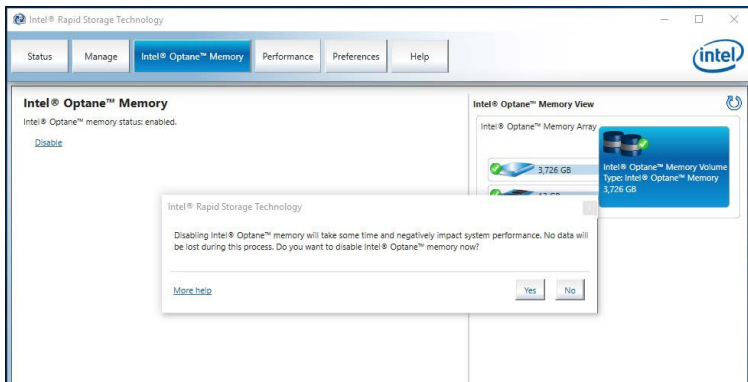 Intel® Rapid Storage Technology
Status
Manage
Intel® Optane™ Memory
Performance
Preferences
Help
intel
Intel® Optane™ Memory
Intel® Optane™ memory status: enabled.
Disable
Intel® Optane™ Memory View
Intel® Optane™ Memory Array
3,726 GB
Intel® Optane™ Memory Volume
Type: Intel® Optane™ Memory
3,726 GB
Intel® Rapid Storage Technology
Disabling Intel® Optane™ memory will take some time and negatively impact system performance. No data will
be lost during this process. Do you want to disable Intel® Optane™ memory now?
More help
Yes
No